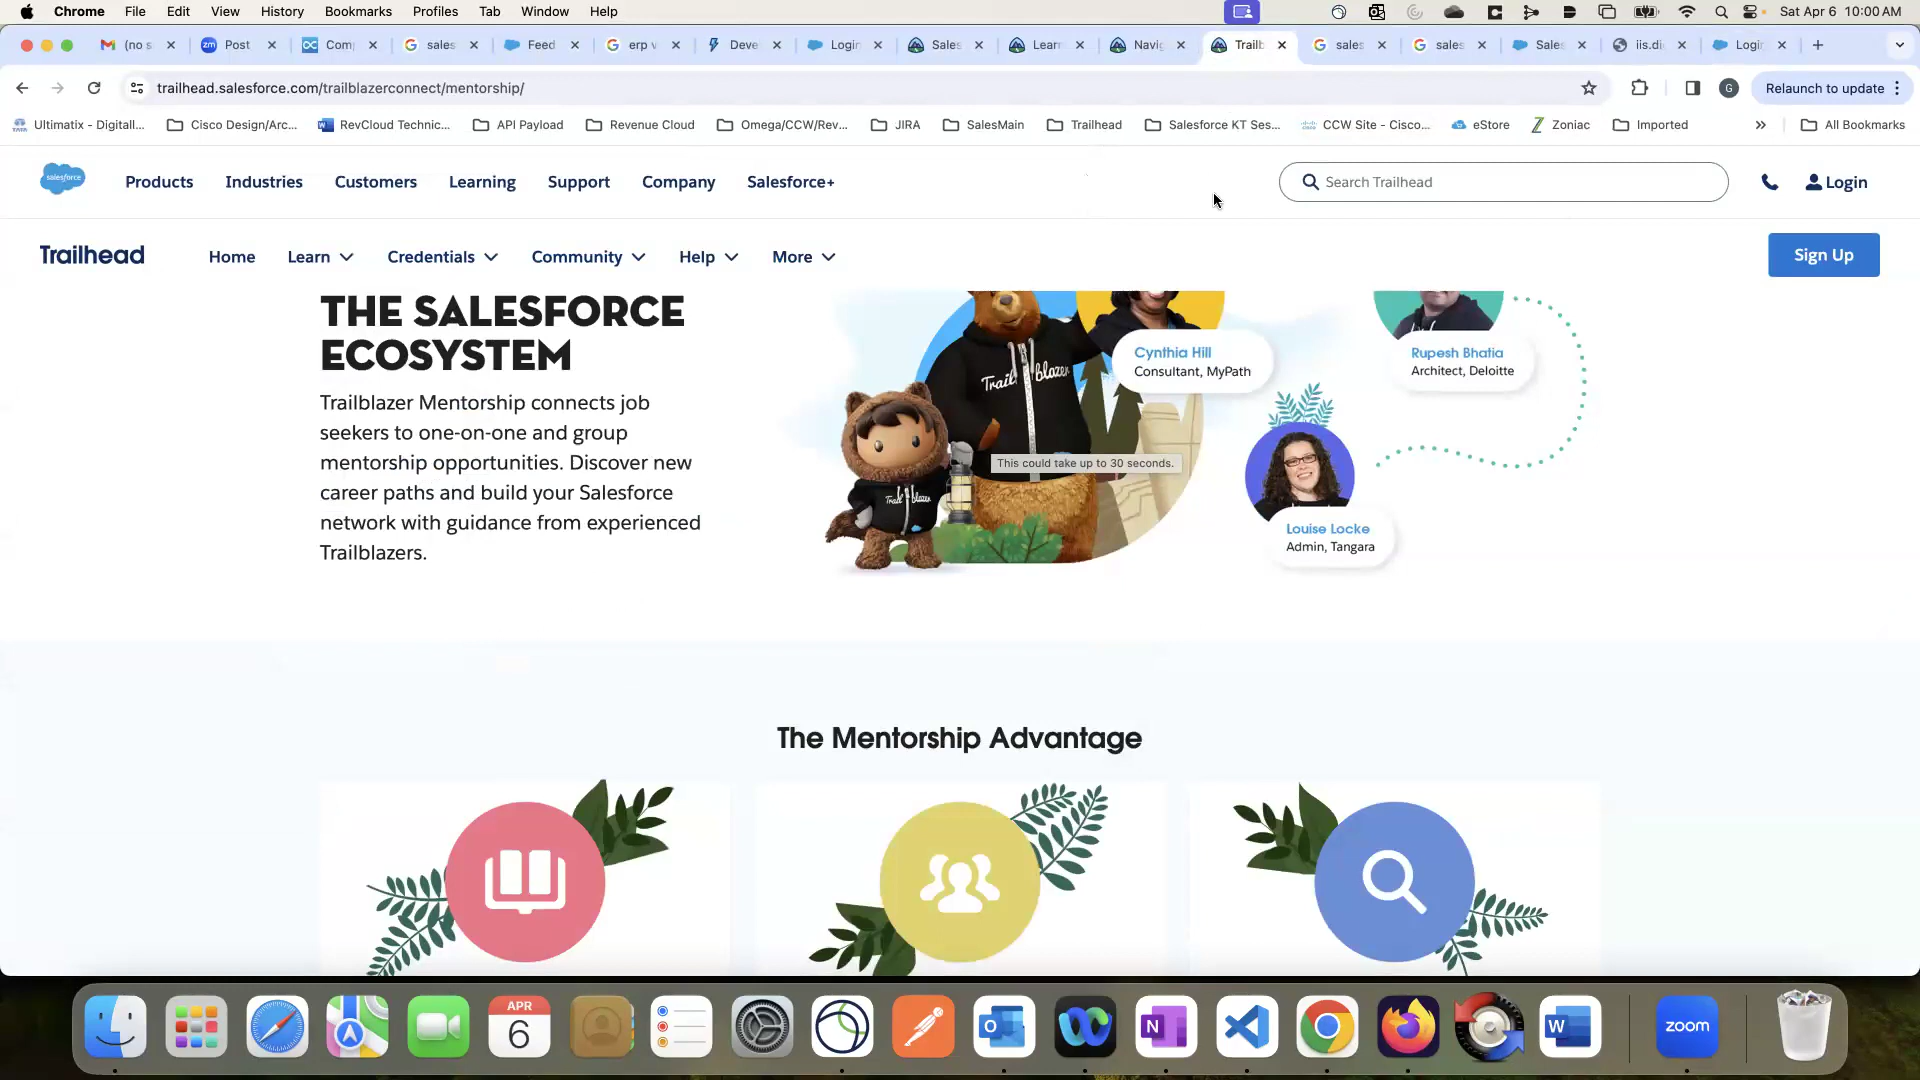 Chrome File Edit View History Bookmarks Profiles Tab Window Help Sat Apr 6 10:00 AM
(no s Post Com sales Feed erp v Deve Login Sales Learn Navig Trailb sales sales Sales iis.di Login
trailhead.salesforce.com/trailblazerconnect/mentorship/ G Relaunch to update
Ultimatix - Digitall... Cisco Design/Arc... RevCloud Technic... API Payload Revenue Cloud Omega/CCW/Rev... JIRA SalesMain Trailhead Salesforce KT Ses... CCW Site - Cisco... eStore Zoniac Imported All Bookmarks
salesforce Products Industries Customers Learning Support Company Salesforce+ Search Trailhead Login
Trailhead Home Learn Credentials Community Help More Sign Up
THE SALESFORCE
ECOSYSTEM
Trailblazer Mentorship connects job
seekers to one-on-one and group
mentorship opportunities. Discover new
career paths and build your Salesforce
network with guidance from experienced
Trailblazers.
Cynthia Hill
Consultant, MyPath
Rupesh Bhatia
Architect, Deloitte
This could take up to 30 seconds.
Louise Locke
Admin, Tangara
The Mentorship Advantage
APR
6
zoom